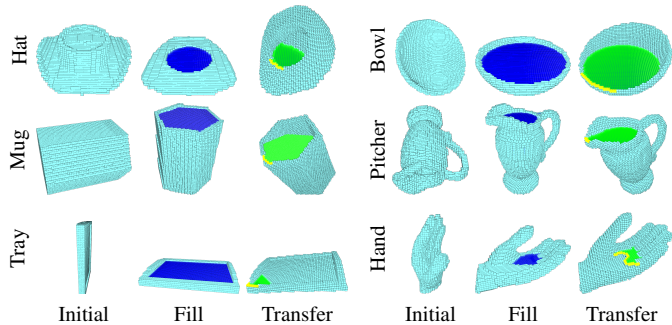 Hat
Bowl
Mug
Pitcher
Tray
Hand
Initial Fill Transfer
Initial Fill Transfer